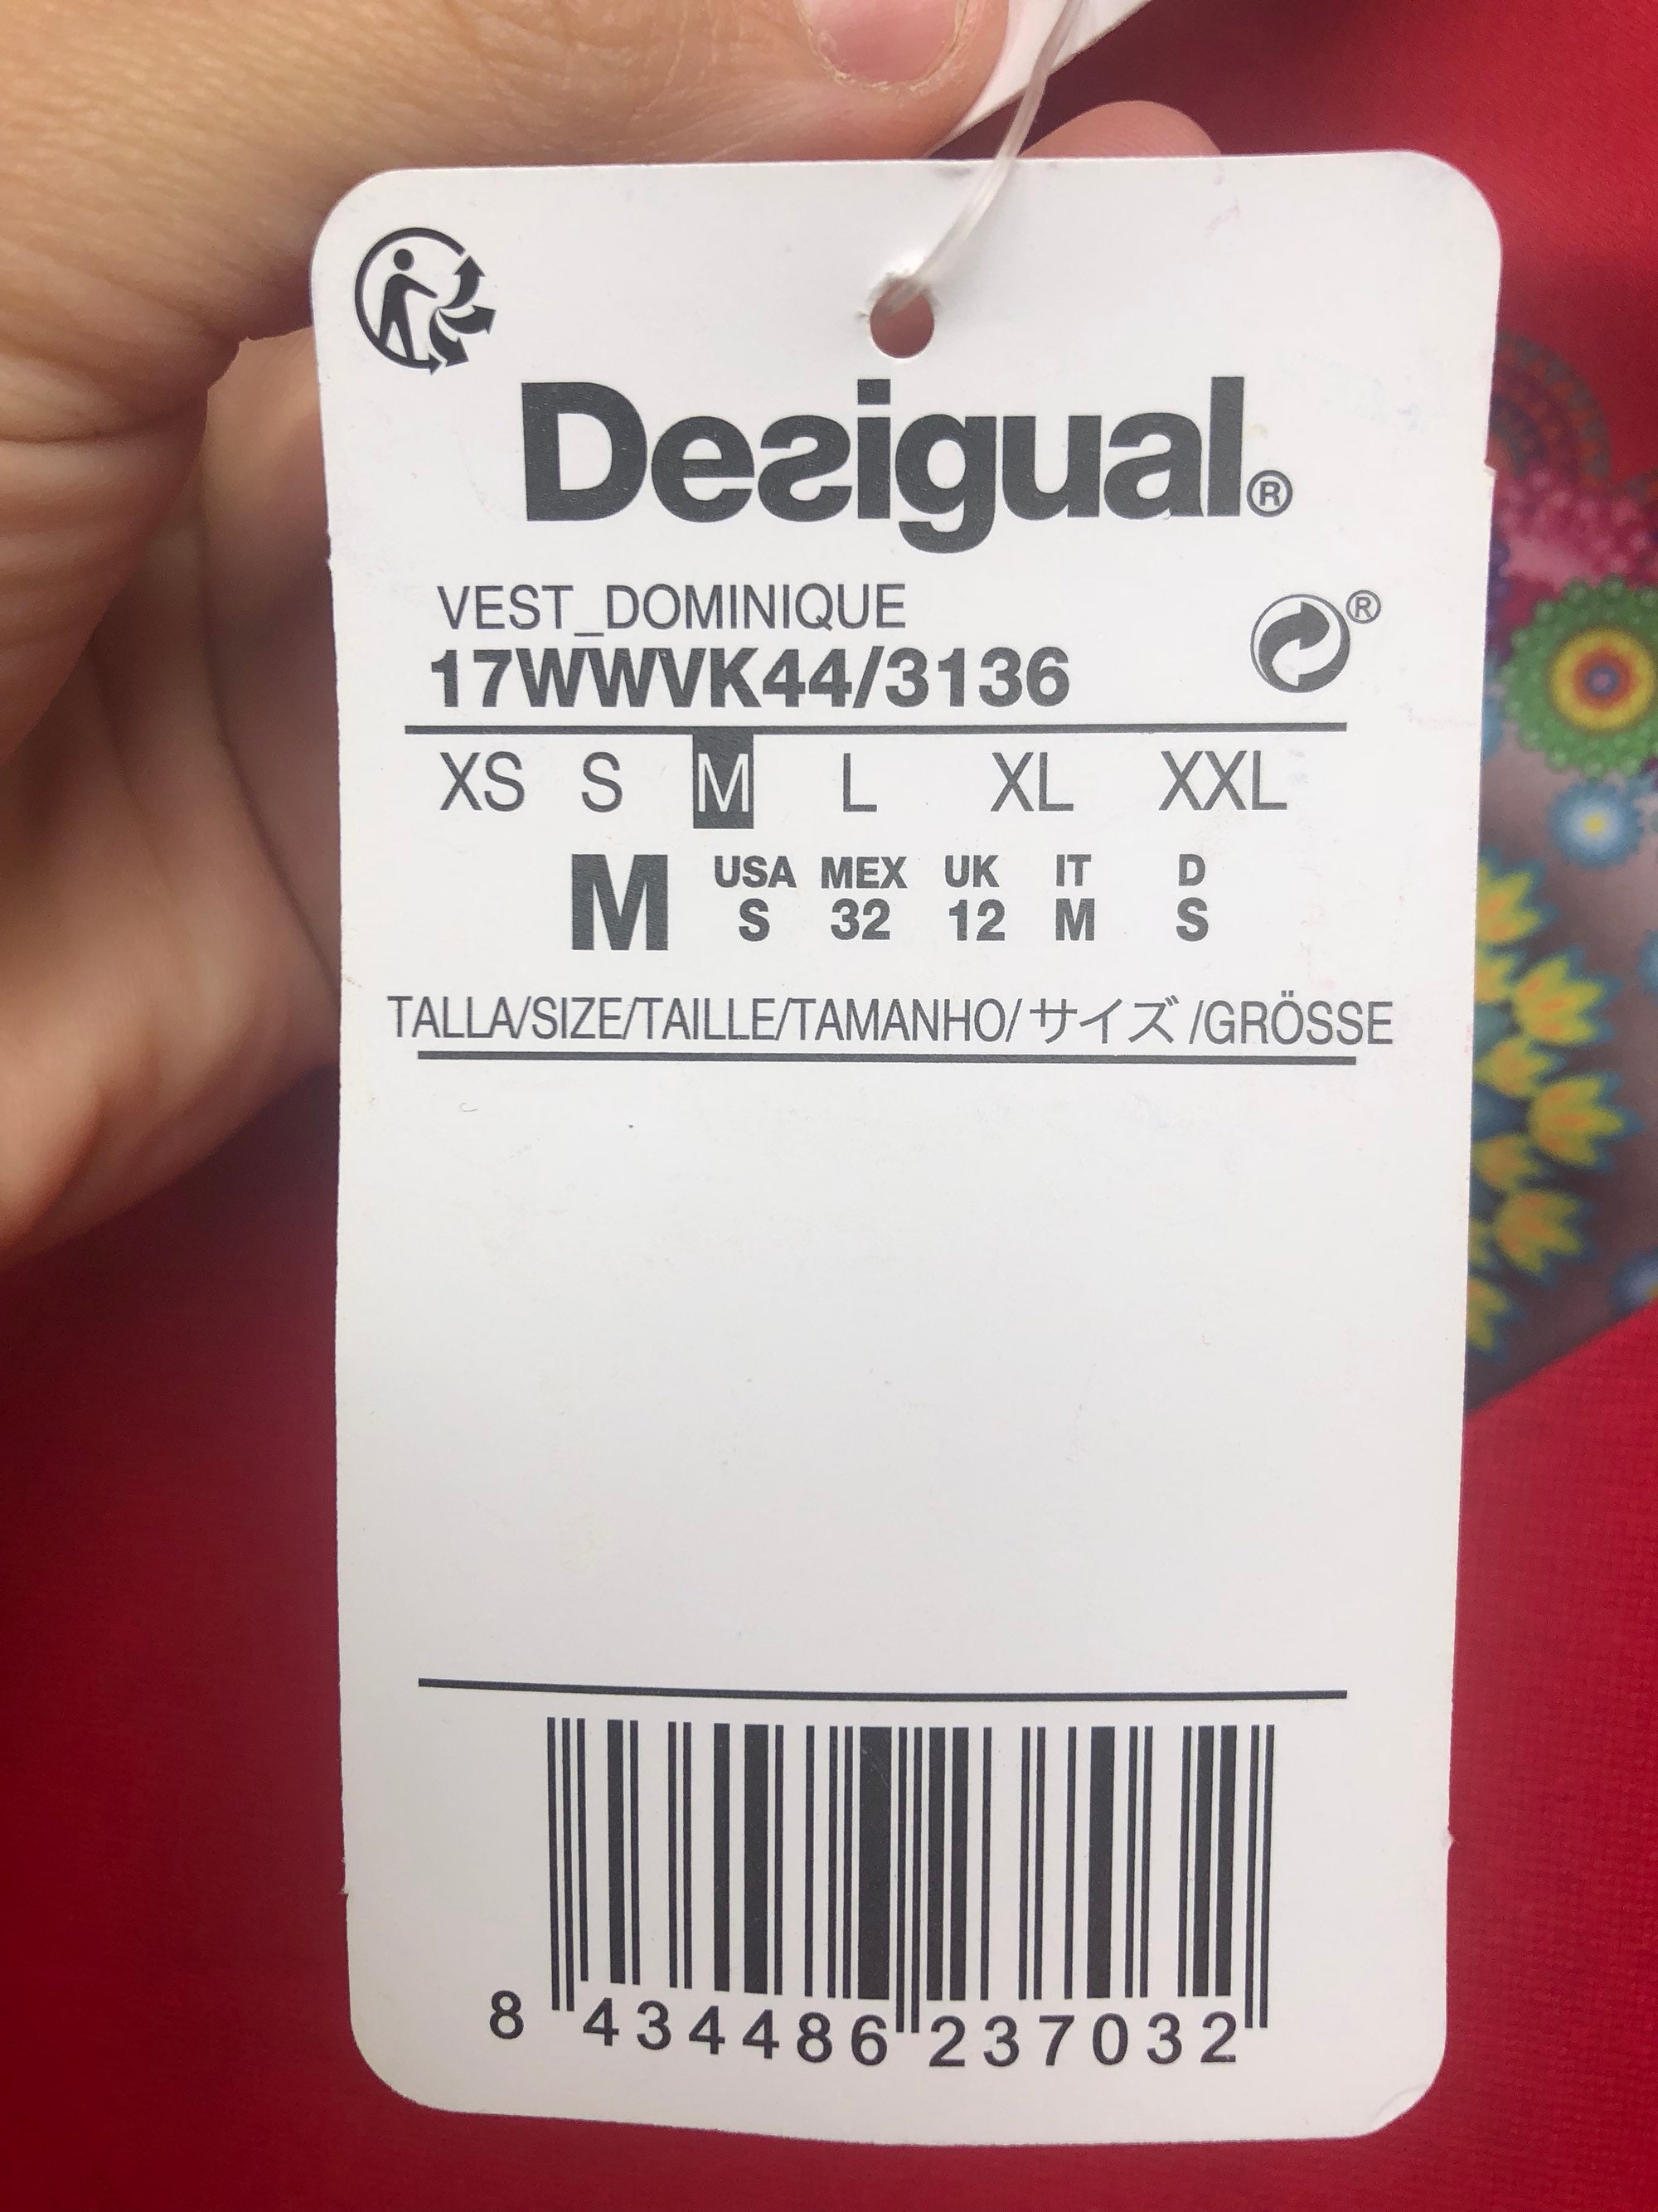 Desigual®
VEST_DOMINIQUE
®
17WWVK44/3136
XS S M L XL XXL
M USA MEX UK IT D
S 32 12 M S
TALLA/SIZE/TAILLE/TAMANHO/サイズ/GRÖSSE
8 434486 237032